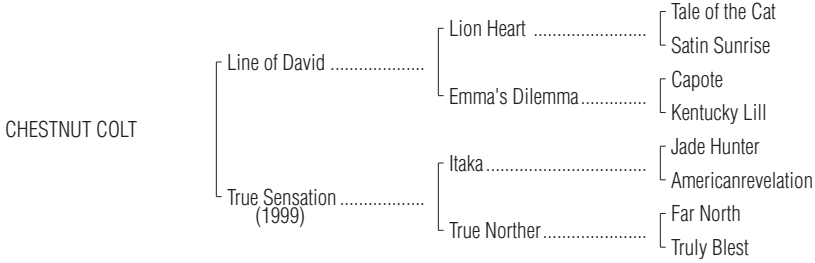 Tale of the Cat
Lion Heart ........................
Satin Sunrise
Line of David ....................
Capote
Emma's Dilemma..............
Kentucky Lill
CHESTNUT COLT
Jade Hunter
Itaka..................................
Americanrevelation
True Sensation ..................
(1999)
Far North
True Norther......................
Truly Blest